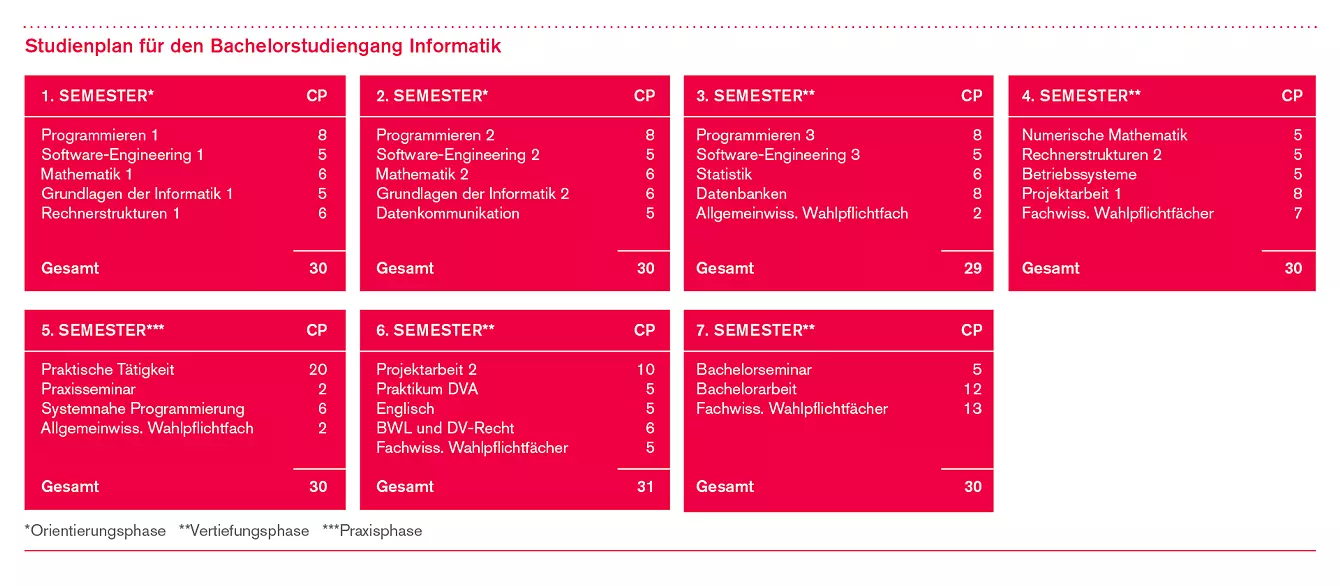 Studienplan für den Bachelorstudiengang Informatik
1. SEMESTER* CP
Programmieren 1 8
Software-Engineering 1 5
Mathematik 1 6
Grundlagen der Informatik 1 5
Rechnerstrukturen 1 6
Gesamt 30
2. SEMESTER* CP
Programmieren 2 8
Software-Engineering 2 5
Mathematik 2 6
Grundlagen der Informatik 2 6
Datenkommunikation 5
Gesamt 30
3. SEMESTER** CP
Programmieren 3 8
Software-Engineering 3 5
Statistik 6
Datenbanken 8
Allgemeinwiss. Wahlpflichtfach 2
Gesamt 29
4. SEMESTER** CP
Numerische Mathematik 5
Rechnerstrukturen 2 5
Betriebssysteme 5
Projektarbeit 1 8
Fachwiss. Wahlpflichtfächer 7
Gesamt 30
5. SEMESTER*** CP
Praktische Tätigkeit 20
Praxisseminar 2
Systemnahe Programmierung 6
Allgemeinwiss. Wahlpflichtfach 2
Gesamt 30
6. SEMESTER** CP
Projektarbeit 2 10
Praktikum DVA 5
Englisch 5
BWL und DV-Recht 6
Fachwiss. Wahlpflichtfächer 5
Gesamt 31
7. SEMESTER** CP
Bachelorseminar 5
Bachelorarbeit 12
Fachwiss. Wahlpflichtfächer 13
Gesamt 30
*Orientierungsphase **Vertiefungsphase ***Praxisphase